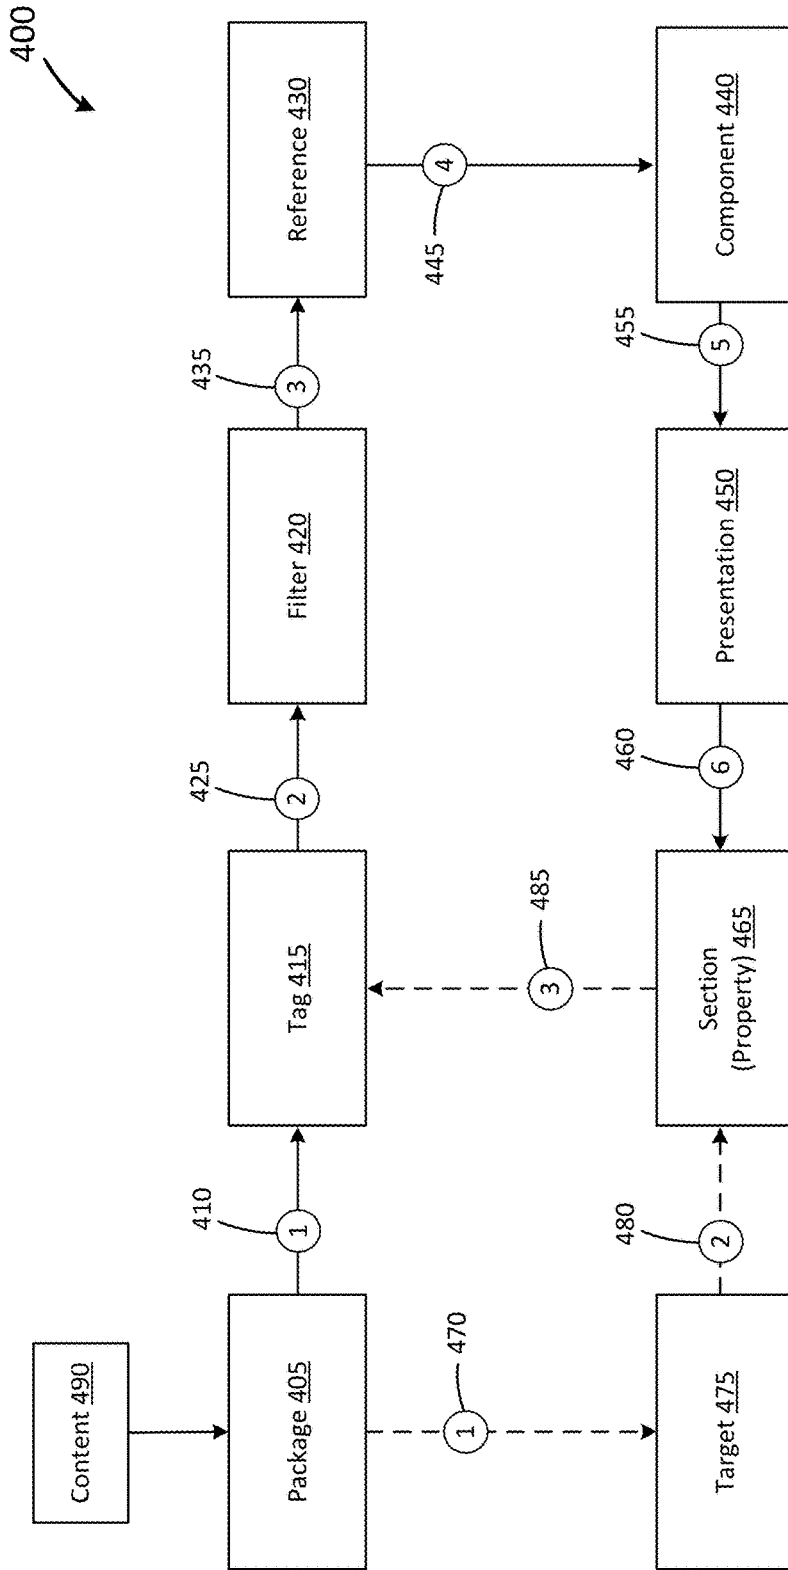 400
Content 490
Package 405
410
1
Tag 415
425
2
Filter 420
435
3
Reference 430
1
470
3
485
4
445
Target 475
480
2
Section
(Property) 465
460
6
Presentation 450
455
5
Component 440